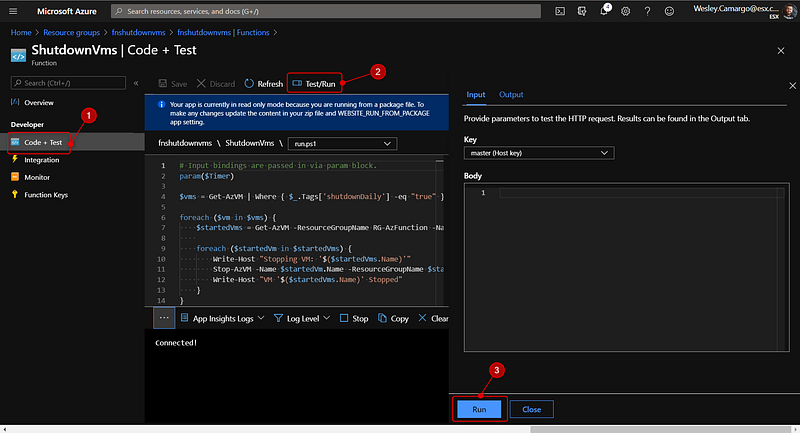 Microsoft Azure
Search resources, services, and docs (G+/)
4
Wesley.Camargo@esx.c...
ESX
Home > Resource groups > fnshutdownvms > fnshutdownvms | Functions >
ShutdownVms | Code + Test
Function
Search (Ctrl+/)
«
Overview
Developer
1
Code + Test
Integration
Monitor
Function Keys
Save
Discard
Refresh
Test/Run
2
Your app is currently in read only mode because you are running from a package file. To
make any changes update the content in your zip file and WEBSITE_RUN_FROM_PACKAGE
app setting.
fnshutdownvms \ ShutdownVms \ run.ps1
1 # Input bindings are passed in via param block.
2 param($Timer)
3
4 $vms = Get-AzVM | Where { $_.Tags['shutdownDaily'] -eq "true" }
5
6 foreach ($vm in $vms) {
7 $startedVms = Get-AzVM -ResourceGroupName RG-AzFunction -Na
8
9 foreach ($startedVm in $startedVms) {
10 Write-Host "Stopping VM: '$($startedVms.Name)'"
11 Stop-AzVM -Name $startedVm.Name -ResourceGroupName $sta
12 Write-Host "VM '$($startedVms.Name)' Stopped"
13 }
14 }
... App Insights Logs Log Level Stop Copy Clear
Connected!
Input Output
Provide parameters to test the HTTP request. Results can be found in the Output tab.
Key
master (Host key)
Body
1
3
Run Close